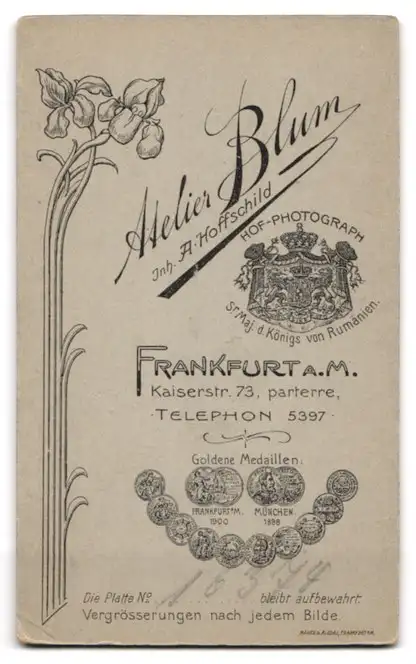 Atelier Blum
Inh. A. Hoffschild
HOF-PHOTOGRAPH
Sr. Maj. d. Königs von Rumänien.
FRANKFURT A. M.
Kaiserstr. 73, parterre,
· TELEPHON 5397 ·
Goldene Medaillen.
FRANKFURT A/M. MÜNCHEN.
1900 1898
Die Platte No. bleibt aufbewahrt.
Vergrösserungen nach jedem Bilde.